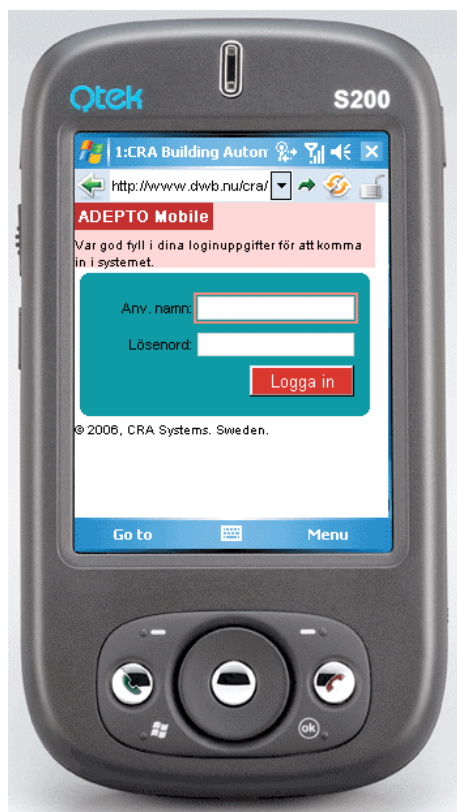 Qtek
S200
1:CRA Building Autom
http://www.dwb.nu/cra/
ADEPTO Mobile
Var god fyll i dina loginuppgifter för att komma
in i systemet.
Anv. namn:
Lösenord:
Logga in
© 2006, CRA Systems. Sweden.
Go to
Menu
ok